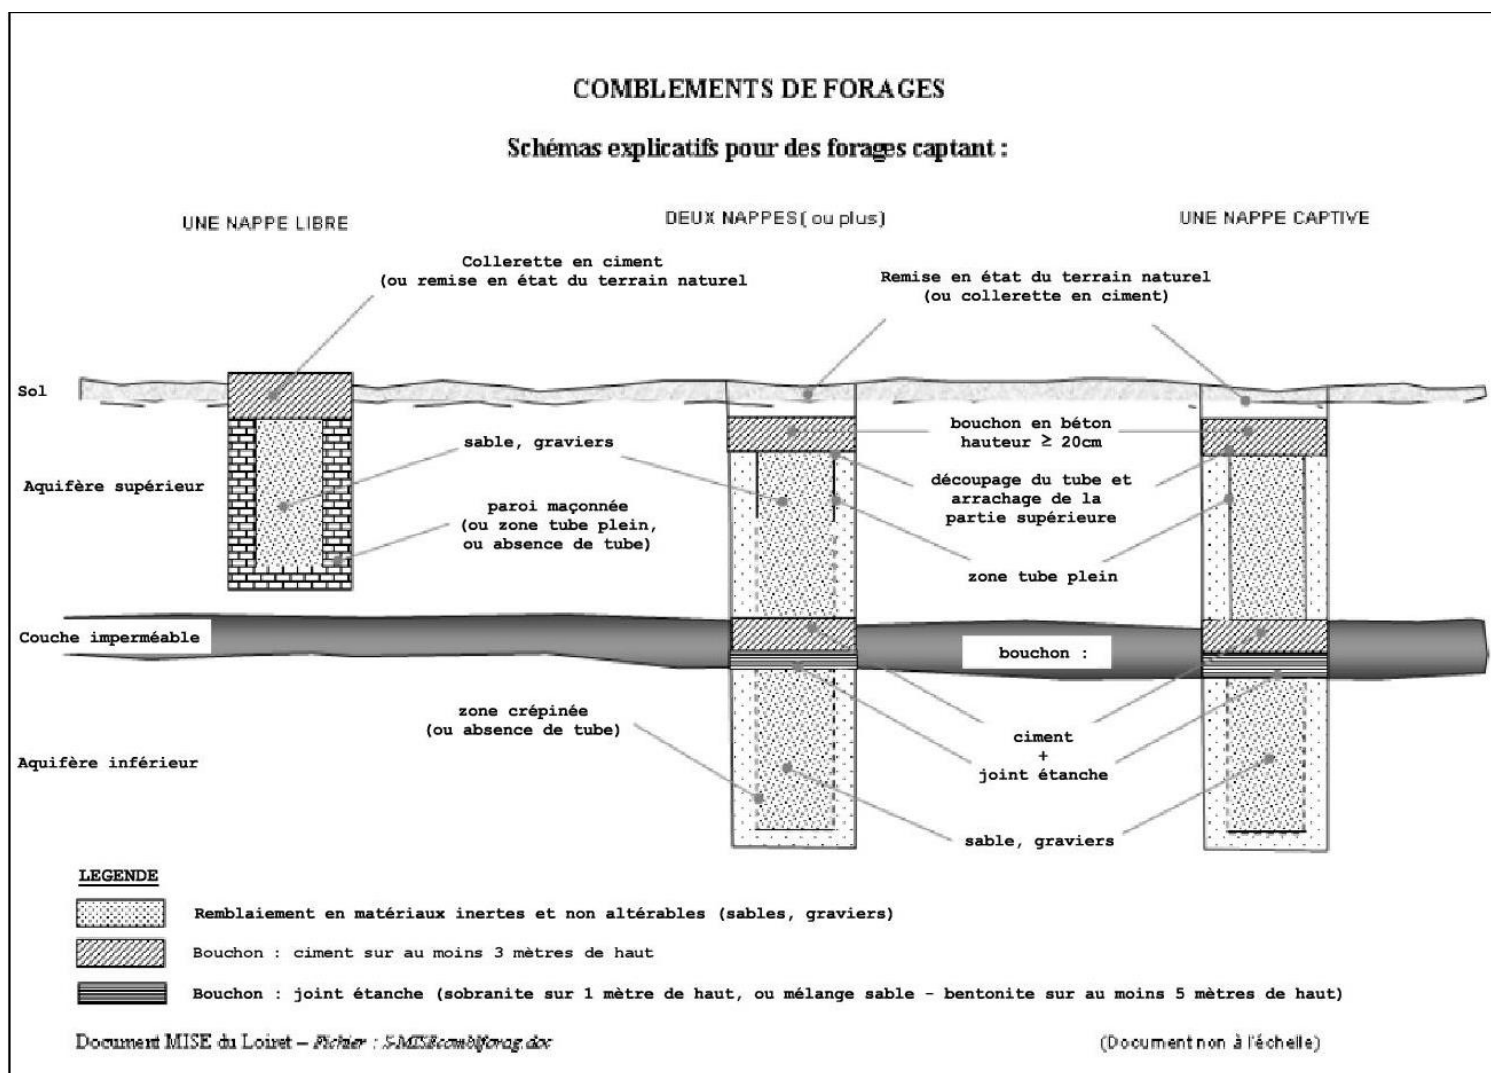 COMBLEMENTS DE FORAGES
Schémas explicatifs pour des forages captant :
UNE NAPPE LIBRE
DEUX NAPPES( ou plus)
UNE NAPPE CAPTIVE
Collerette en ciment
(ou remise en état du terrain naturel
Remise en état du terrain naturel
(ou collerette en ciment)
Sol
sable, graviers
bouchon en béton
hauteur ≥ 20cm
Aquifère supérieur
découpage du tube et
arrachage de la
partie supérieure
paroi maçonnée
(ou zone tube plein,
ou absence de tube)
zone tube plein
Couche imperméable
bouchon :
zone crépinée
(ou absence de tube)
ciment
+
joint étanche
Aquifère inférieur
sable, graviers
LEGENDE
Remblaiement en matériaux inertes et non altérables (sables, graviers)
Bouchon : ciment sur au moins 3 mètres de haut
Bouchon : joint étanche (sobranite sur 1 mètre de haut, ou mélange sable - bentonite sur au moins 5 mètres de haut)
Document MISE du Loiret – Fichier : 5-MISEcomblforag.doc
(Document non à l'échelle)